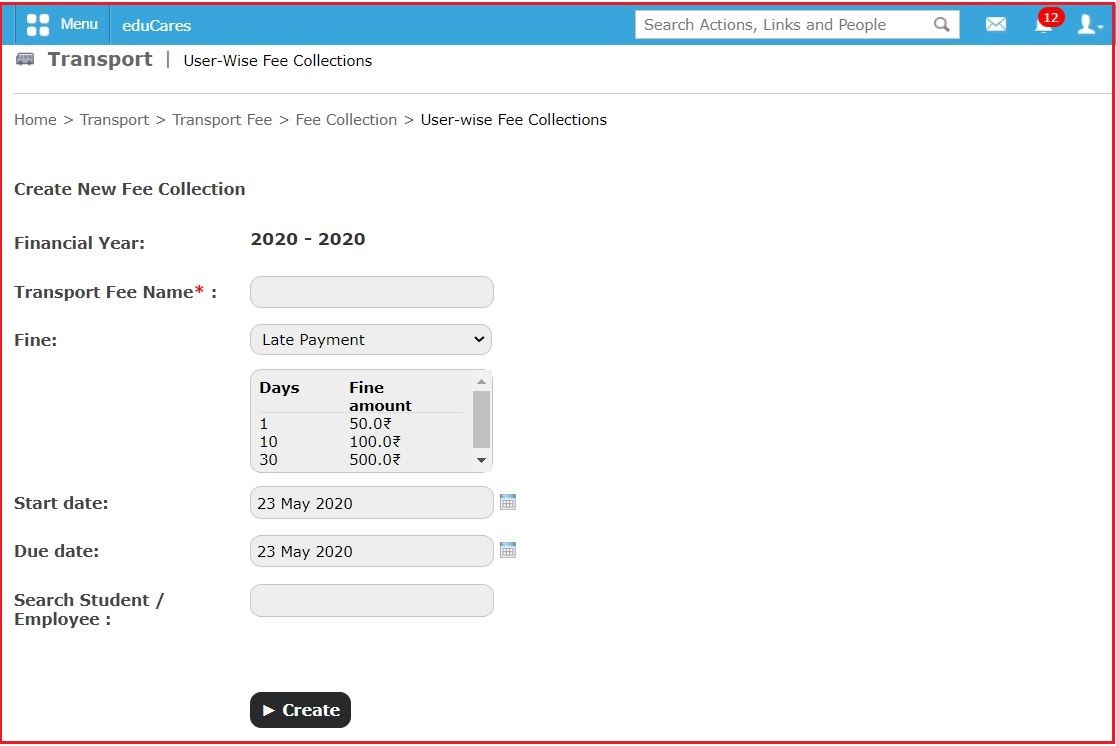 Menu eduCares Search Actions, Links and People 12
Transport | User-Wise Fee Collections
Home > Transport > Transport Fee > Fee Collection > User-wise Fee Collections
Create New Fee Collection
Financial Year: 2020 - 2020
Transport Fee Name* :
Fine: Late Payment
Days Fine
amount
1 50.0₹
10 100.0₹
30 500.0₹
Start date: 23 May 2020
Due date: 23 May 2020
Search Student /
Employee :
► Create